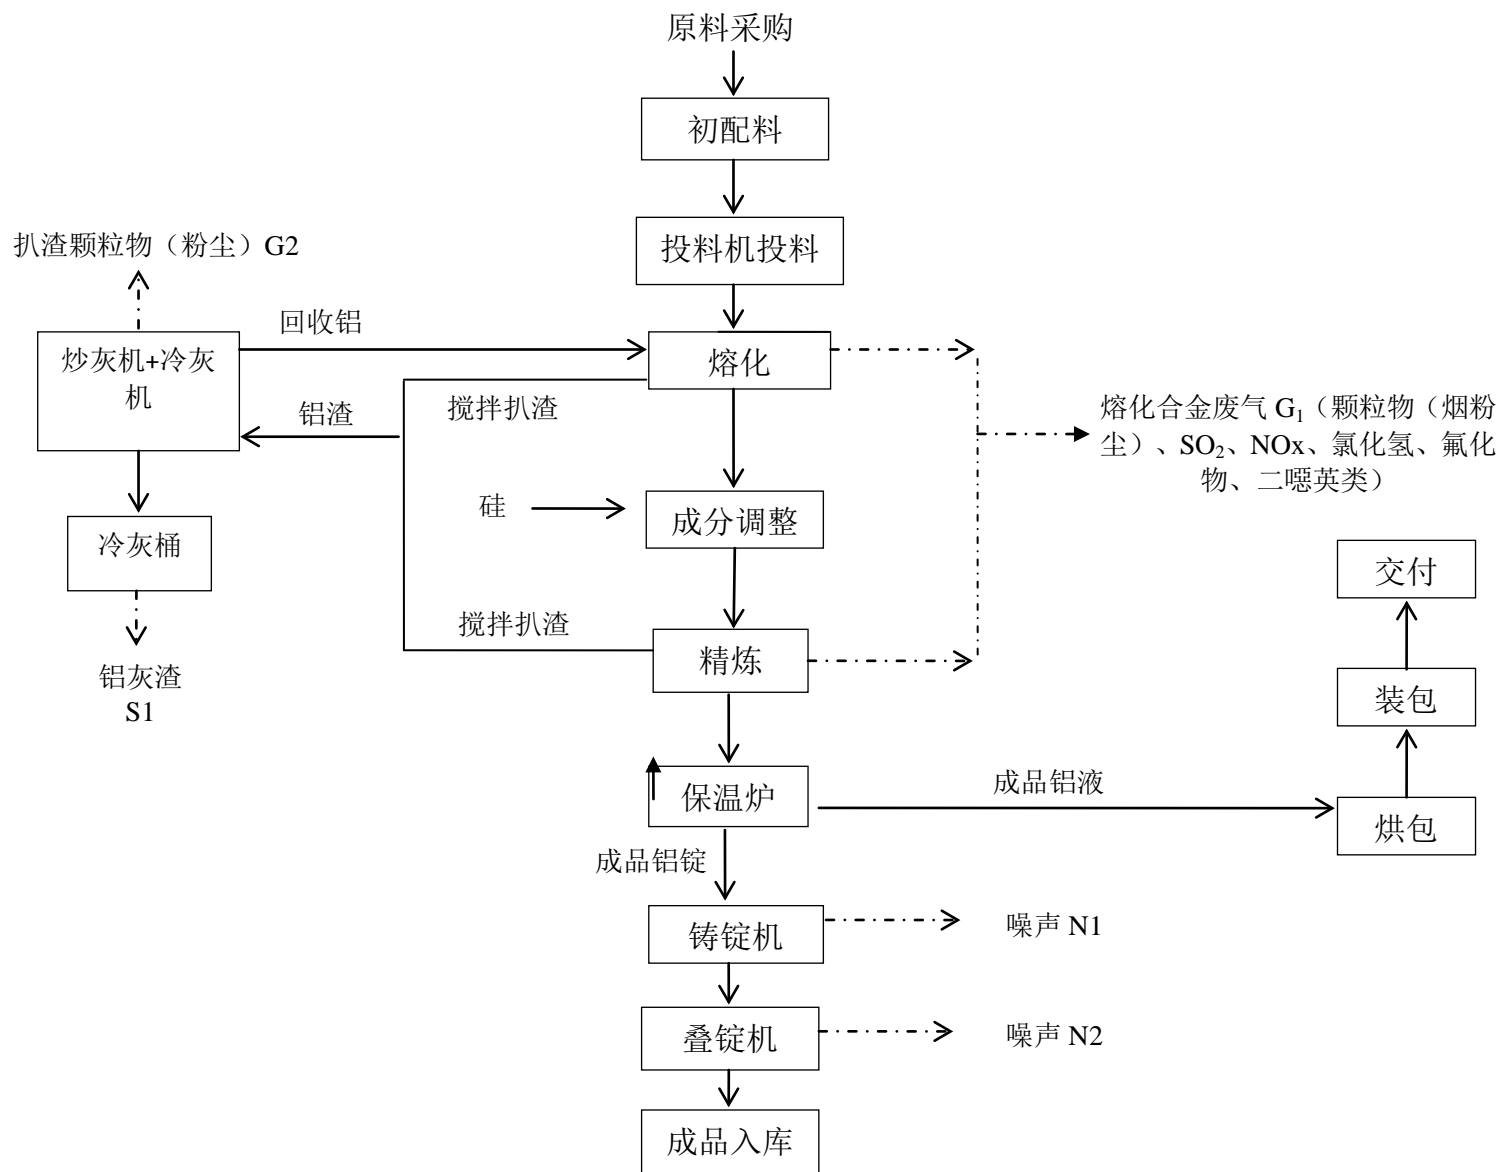 原料采购
初配料
投料机投料
扒渣颗粒物（粉尘）G2
回收铝
炒灰机+冷灰
机
熔化
搅拌扒渣
铝渣
熔化合金废气 G₁（颗粒物（烟粉
尘）、SO₂、NOx、氯化氢、氟化
物、二噁英类）
硅
成分调整
冷灰桶
交付
搅拌扒渣
精炼
铝灰渣
S1
装包
保温炉
成品铝液
烘包
成品铝锭
铸锭机
噪声 N1
叠锭机
噪声 N2
成品入库